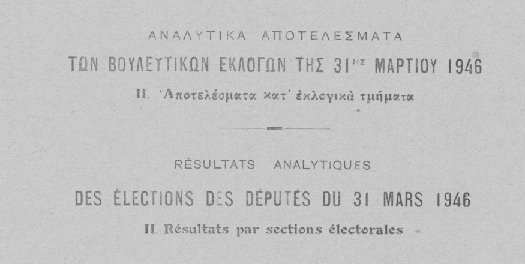 ΑΝΑΛΥΤΙΚΑ ΑΠΟΤΕΛΕΣΜΑΤΑ
ΤΩΝ ΒΟΥΛΕΥΤΙΚΩΝ ΕΚΛΟΓΩΝ ΤΗΣ 31ΗΣ ΜΑΡΤΙΟΥ 1946
II. Ἀποτελέσματα κατ' ἐκλογικὰ τμήματα
RÉSULTATS ANALYTIQUES
DES ÉLECTIONS DES DÉPUTÉS DU 31 MARS 1946
II. Résultats par sections électorales